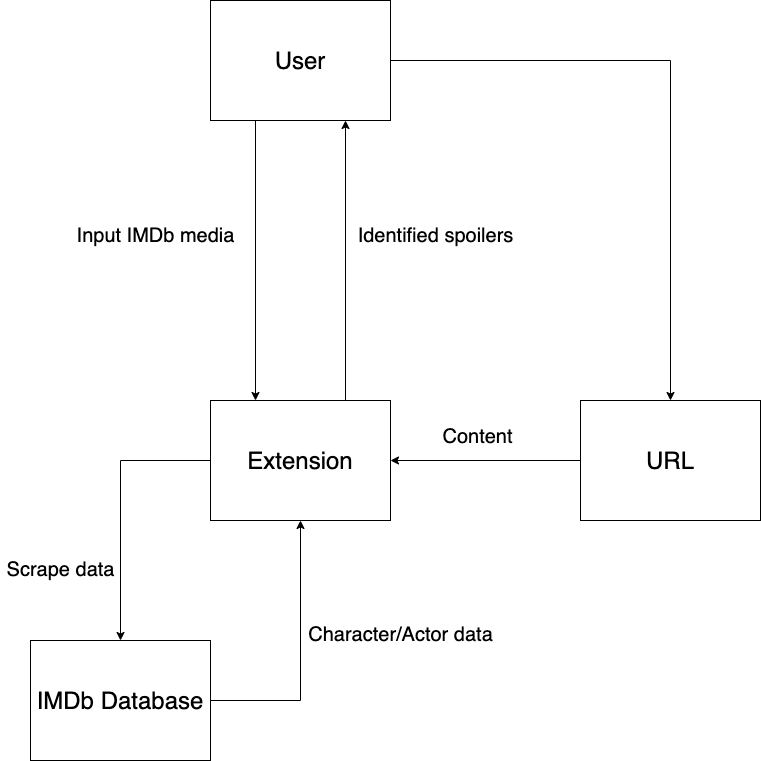 User
Input IMDb media
Identified spoilers
Content
Extension
URL
Scrape data
Character/Actor data
IMDb Database